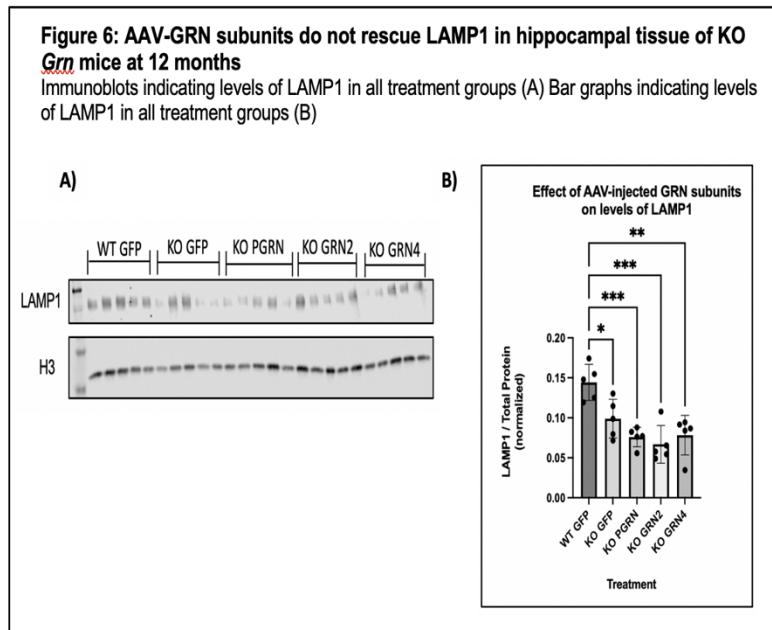 Figure 6: AAV-GRN subunits do not rescue LAMP1 in hippocampal tissue of KO
Grn mice at 12 months
Immunoblots indicating levels of LAMP1 in all treatment groups (A) Bar graphs indicating levels
of LAMP1 in all treatment groups (B)
A)
WT GFP KO GFP KO PGRN KO GRN2 KO GRN4
LAMP1
H3
B)
Effect of AAV-injected GRN subunits
on levels of LAMP1
**
***
***
*
LAMP1 / Total Protein
(normalized)
0.20
0.15
0.10
0.05
0.00
WT GFP
KO GFP
KO PGRN
KO GRN2
KO GRN4
Treatment